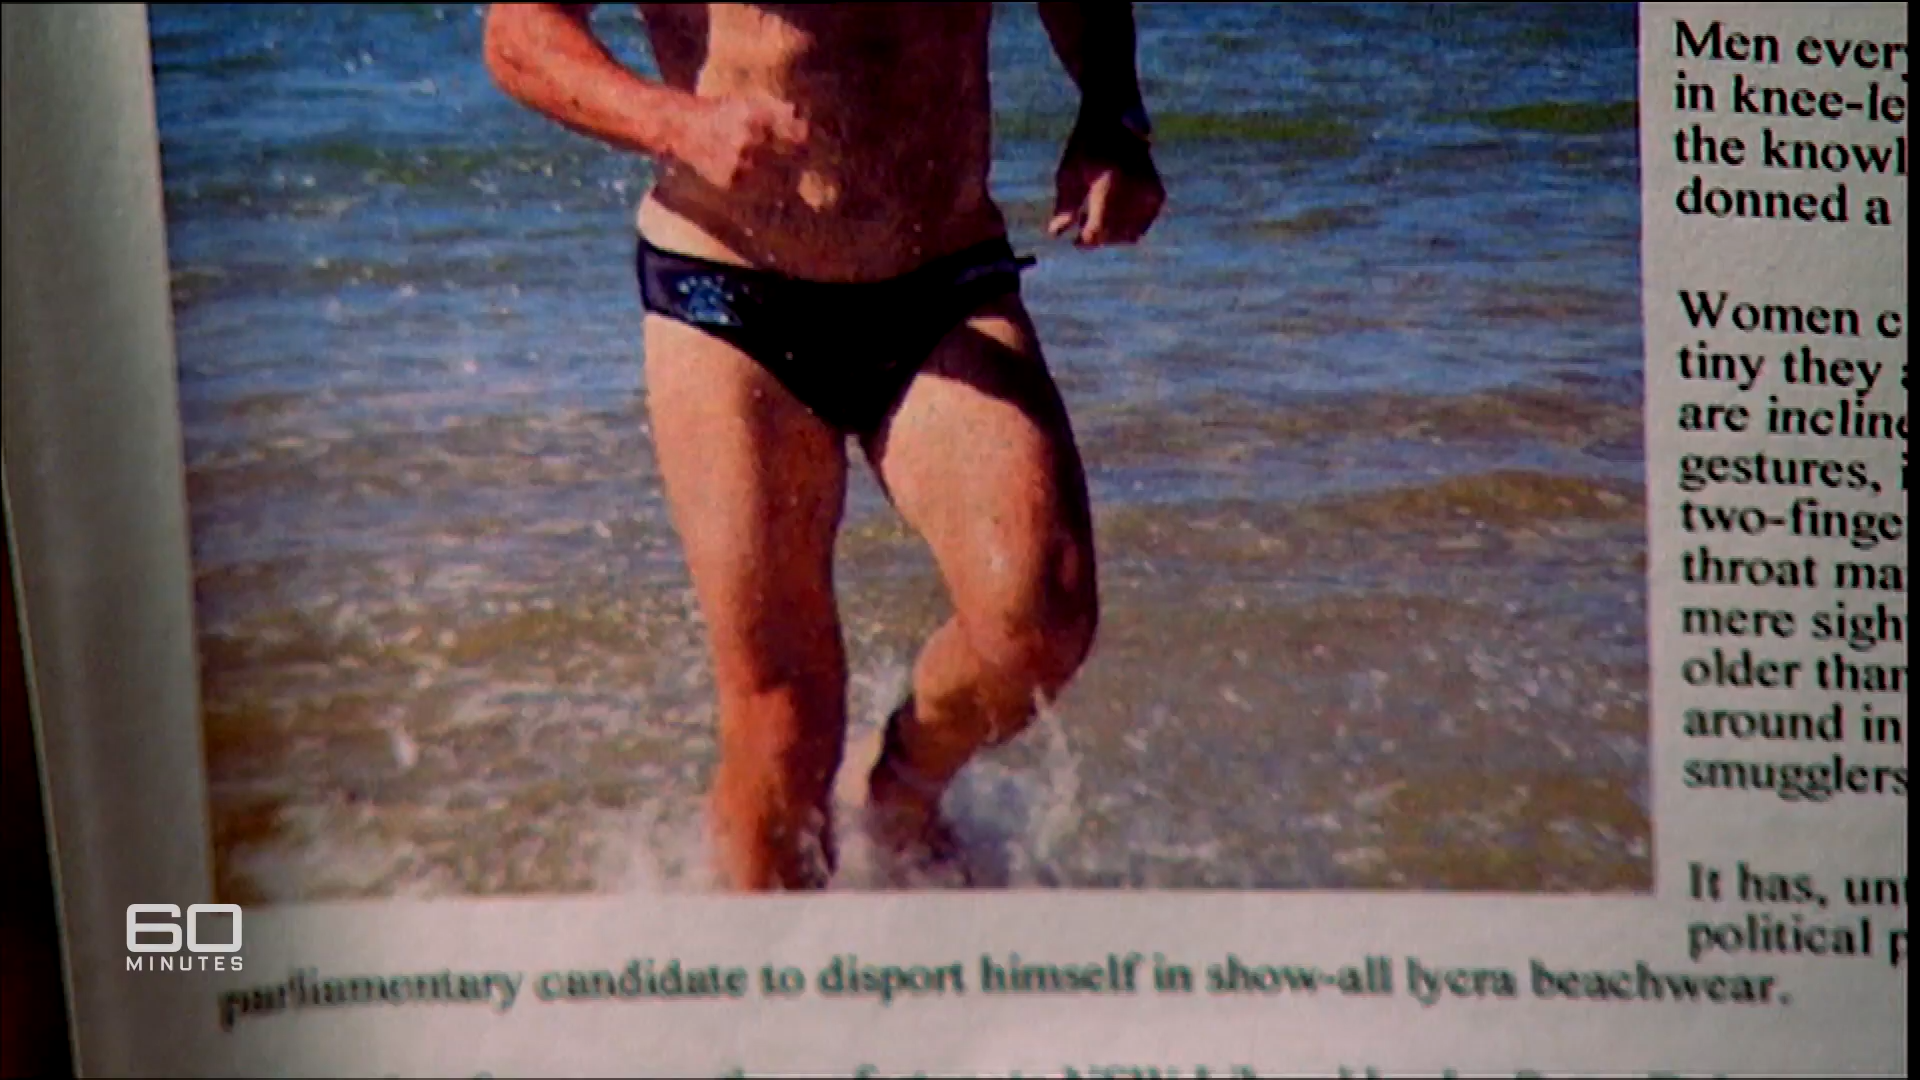 Men every
in knee-le
the knowl
donned a
Women c
tiny they a
are incline
gestures, i
two-finge
throat ma
mere sigh
older than
around in
smugglers
It has, un
political p
parliamentary candidate to disport himself in show-all lycra beachwear.
60
MINUTES